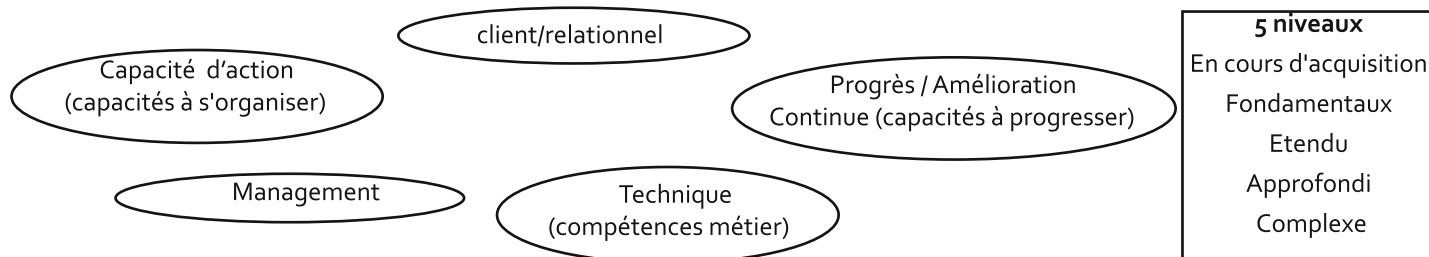 client/relationnel
Capacité d’action
(capacités à s'organiser)
Progrès / Amélioration
Continue (capacités à progresser)
Management
Technique
(compétences métier)
5 niveaux
En cours d'acquisition
Fondamentaux
Etendu
Approfondi
Complexe